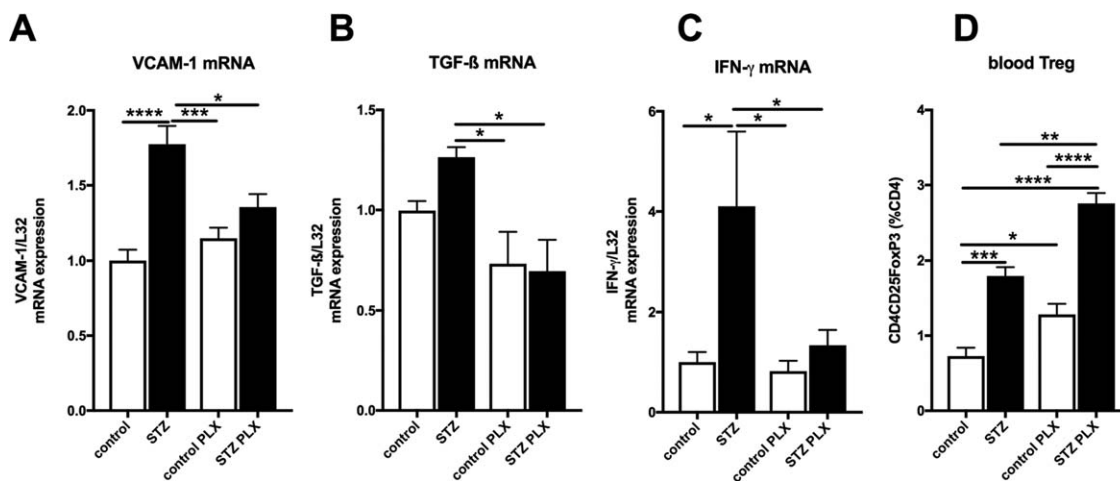 A
VCAM-1 mRNA
VCAM-1/L32
mRNA expression
2.0
1.5
1.0
0.5
0.0
****
***
*
control
STZ
control PLX
STZ PLX
B
TGF-ß mRNA
TGF-ß/L32
mRNA expression
1.5
1.0
0.5
0.0
*
*
control
STZ
control PLX
STZ PLX
C
IFN-γ mRNA
IFN-γ/L32
mRNA expression
6
4
2
0
*
*
*
control
STZ
control PLX
STZ PLX
D
blood Treg
CD4CD25FoxP3 (%CD4)
4
3
2
1
0
**
****
****
*
***
control
STZ
control PLX
STZ PLX